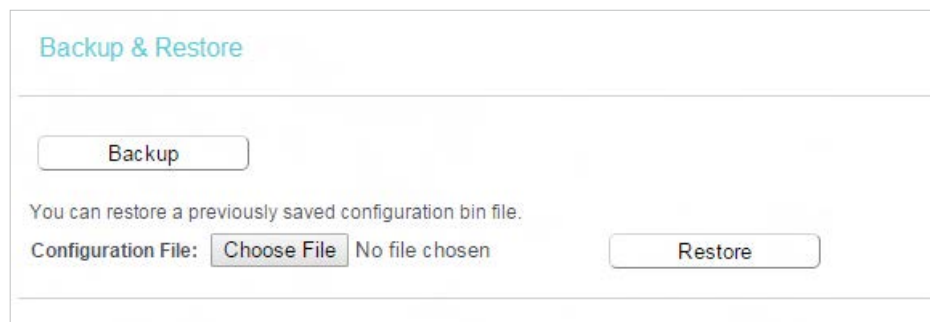 Backup & Restore
Backup
You can restore a previously saved configuration bin file.
Configuration File: Choose File No file chosen Restore